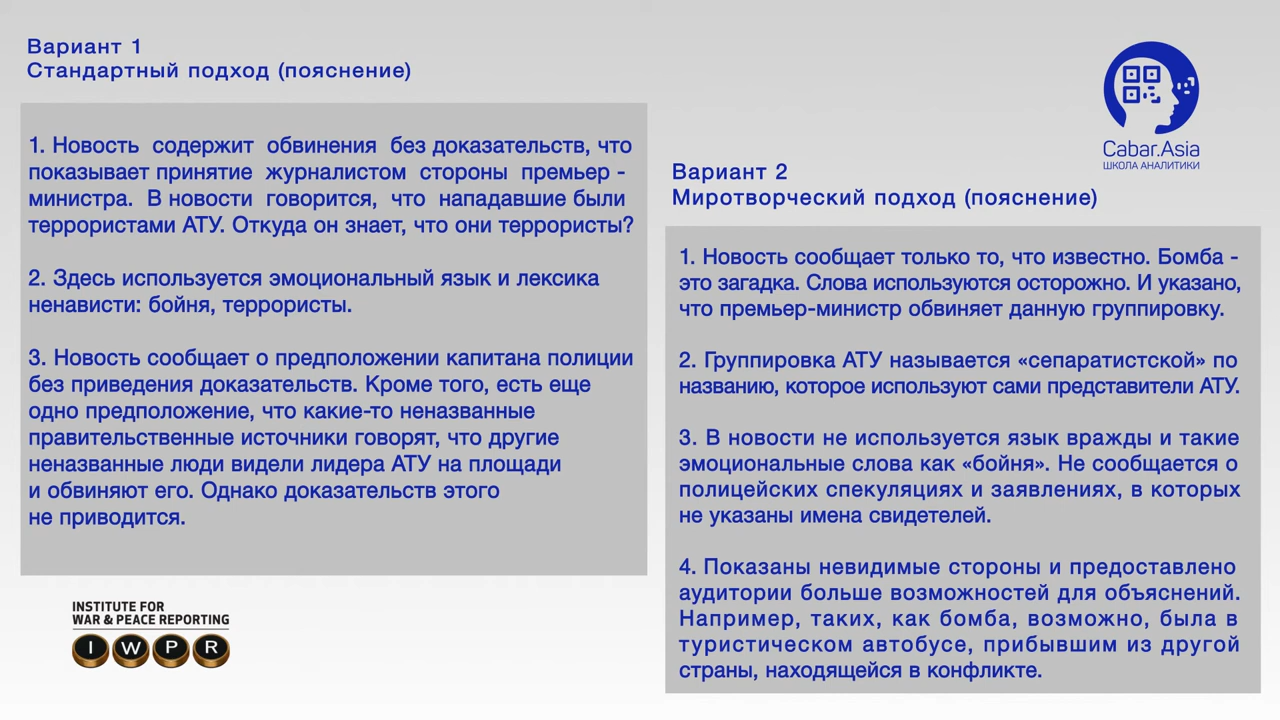 Вариант 1
Стандартный подход (пояснение)
1. Новость содержит обвинения без доказательств, что
показывает принятие журналистом стороны премьер -
министра. В новости говорится, что нападавшие были
террористами АТУ. Откуда он знает, что они террористы?
2. Здесь используется эмоциональный язык и лексика
ненависти: бойня, террористы.
3. Новость сообщает о предположении капитана полиции
без приведения доказательств. Кроме того, есть еще
одно предположение, что какие-то неназванные
правительственные источники говорят, что другие
неназванные люди видели лидера АТУ на площади
и обвиняют его. Однако доказательств этого
не приводится.
INSTITUTE FOR
WAR & PEACE REPORTING
I W P R
Cabar.Asia
ШКОЛА АНАЛИТИКИ
Вариант 2
Миротворческий подход (пояснение)
1. Новость сообщает только то, что известно. Бомба -
это загадка. Слова используются осторожно. И указано,
что премьер-министр обвиняет данную группировку.
2. Группировка АТУ называется «сепаратистской» по
названию, которое используют сами представители АТУ.
3. В новости не используется язык вражды и такие
эмоциональные слова как «бойня». Не сообщается о
полицейских спекуляциях и заявлениях, в которых
не указаны имена свидетелей.
4. Показаны невидимые стороны и предоставлено
аудитории больше возможностей для объяснений.
Например, таких, как бомба, возможно, была в
туристическом автобусе, прибывшим из другой
страны, находящейся в конфликте.